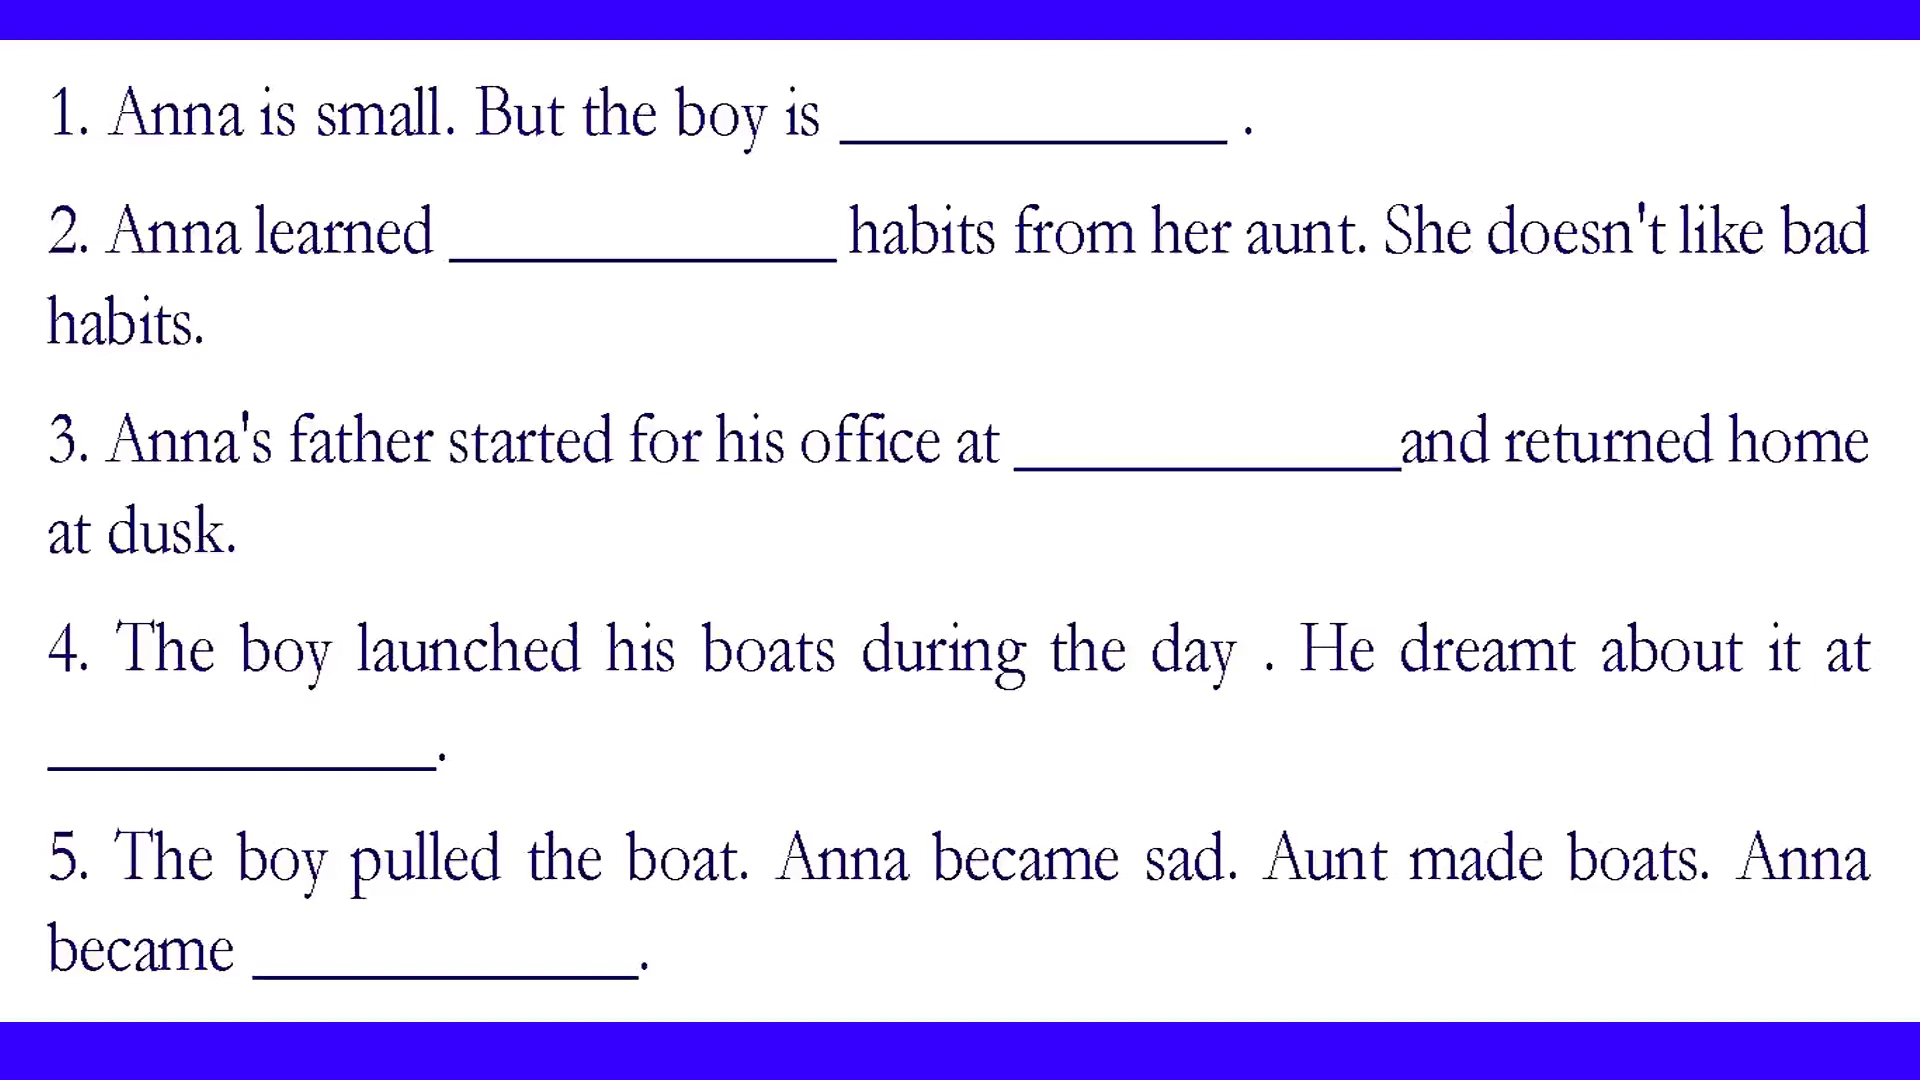 1. Anna is small. But the boy is ____________ .
2. Anna learned ____________ habits from her aunt. She doesn't like bad
habits.
3. Anna's father started for his office at ____________and returned home
at dusk.
4. The boy launched his boats during the day . He dreamt about it at
____________.
5. The boy pulled the boat. Anna became sad. Aunt made boats. Anna
became ____________.